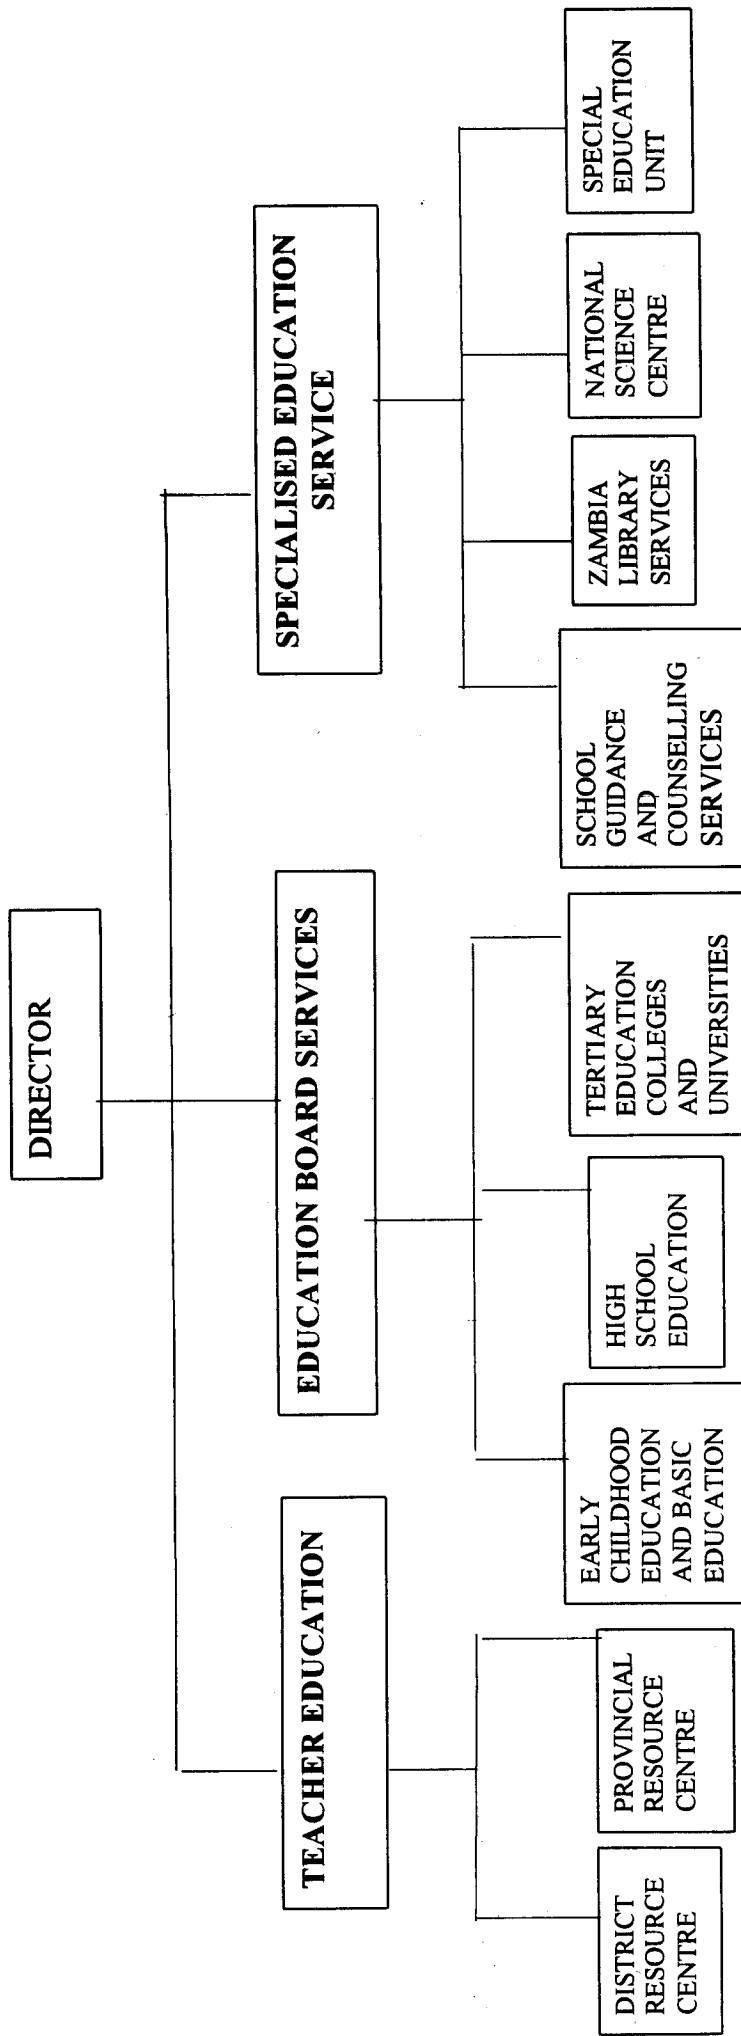 DIRECTOR
TEACHER EDUCATION
EDUCATION BOARD SERVICES
SPECIALISED EDUCATION
SERVICE
DISTRICT
RESOURCE
CENTRE
PROVINCIAL
RESOURCE
CENTRE
EARLY
CHILDHOOD
EDUCATION
AND BASIC
EDUCATION
HIGH
SCHOOL
EDUCATION
TERTIARY
EDUCATION
COLLEGES
AND
UNIVERSITIES
SCHOOL
GUIDANCE
AND
COUNSELLING
SERVICES
ZAMBIA
LIBRARY
SERVICES
NATIONAL
SCIENCE
CENTRE
SPECIAL
EDUCATION
UNIT